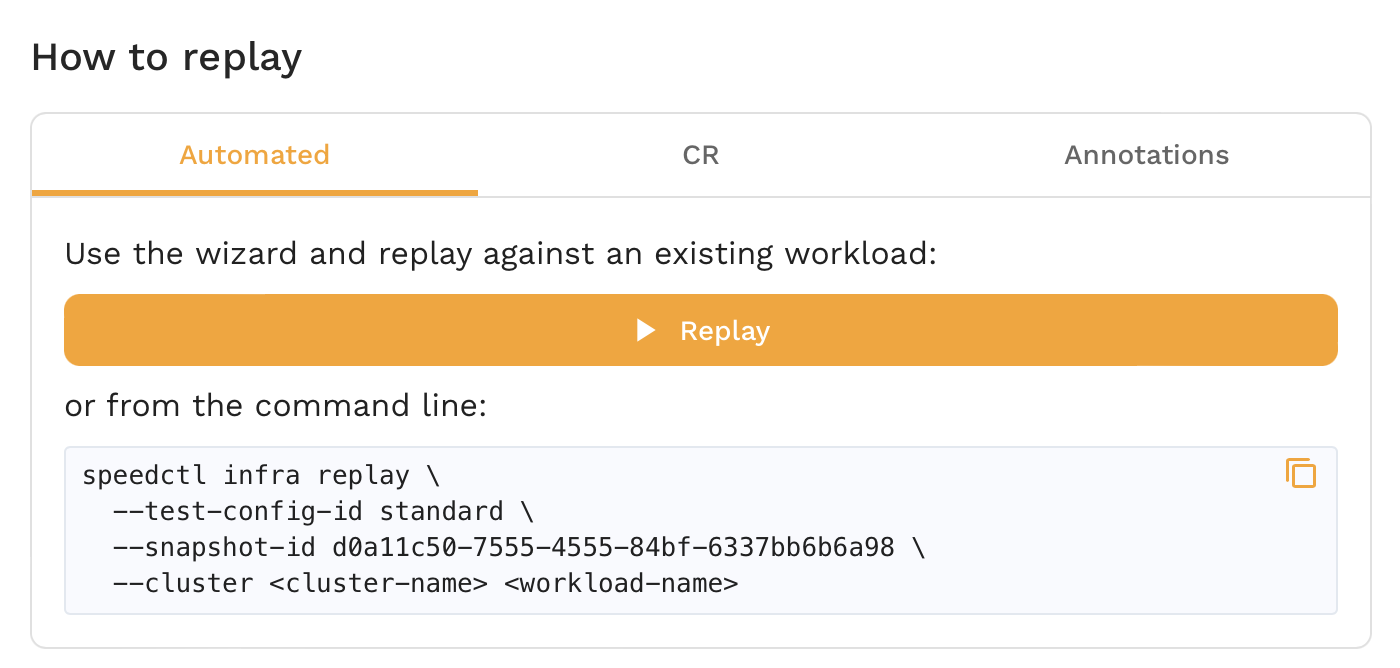 How to replay
Automated
CR
Annotations
Use the wizard and replay against an existing workload:
Replay
or from the command line:
speedctl infra replay \
--test-config-id standard \
--snapshot-id d0a11c50-7555-4555-84bf-6337bb6b6a98 \
--cluster <cluster-name> <workload-name>